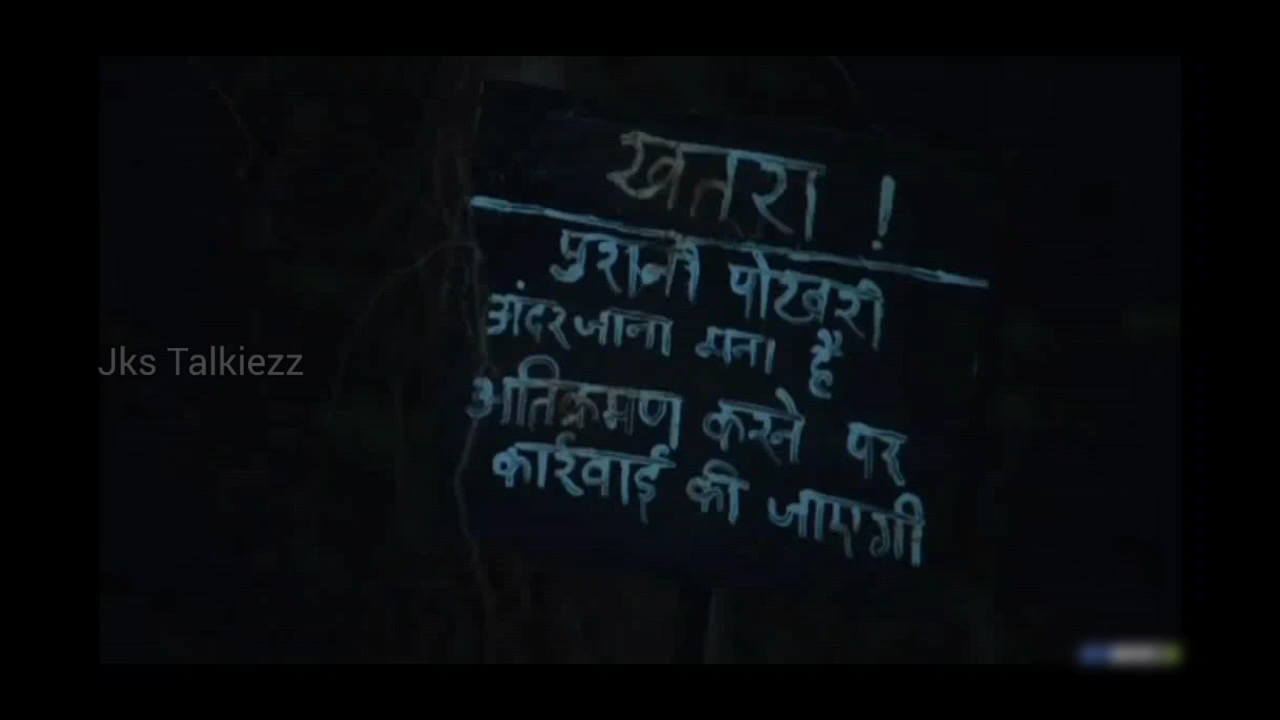 खतरा !
पुरानी पोखरी
अंदर जाना मना है
अतिक्रमण करने पर
कार्रवाई की जाएगी
Jks Talkiezz